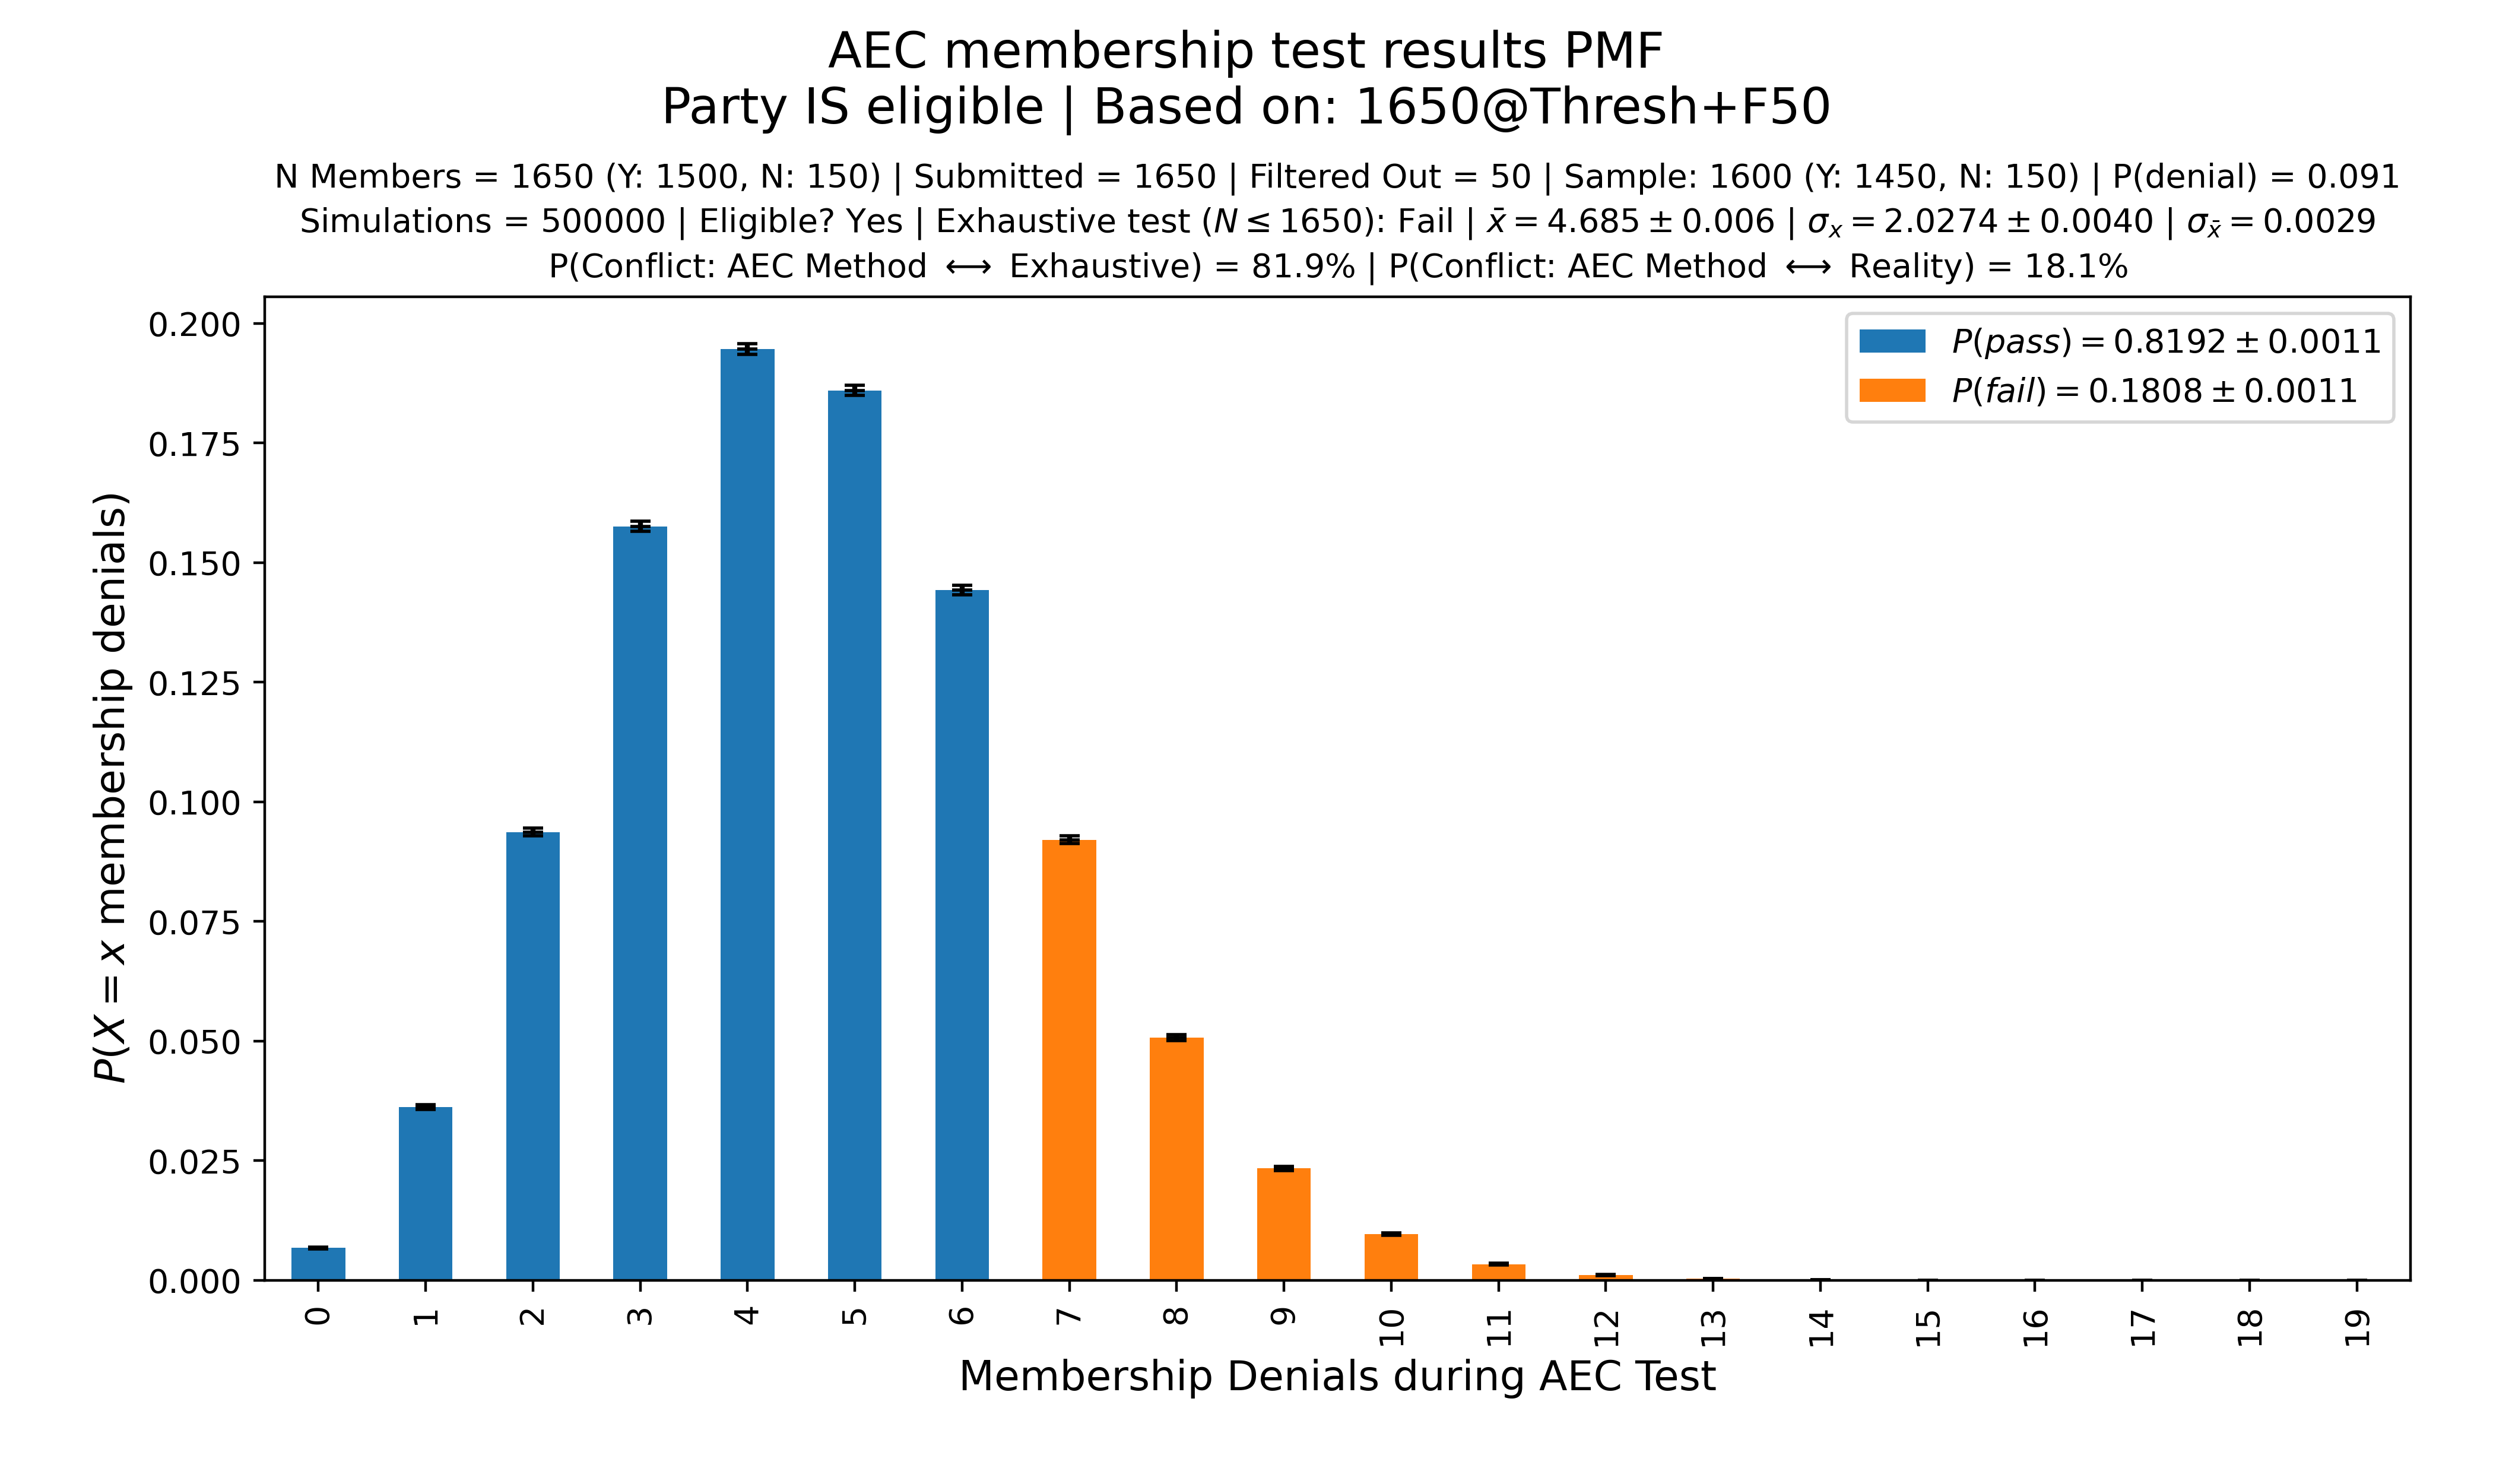 AEC membership test results PMF
Party IS eligible | Based on: 1650@Thresh+F50
N Members = 1650 (Y: 1500, N: 150) | Submitted = 1650 | Filtered Out = 50 | Sample: 1600 (Y: 1450, N: 150) | P(denial) = 0.091
Simulations = 500000 | Eligible? Yes | Exhaustive test (N ≤ 1650): Fail | x̄ = 4.685 ± 0.006 | σₓ = 2.0274 ± 0.0040 | σ_x̄ = 0.0029
P(Conflict: AEC Method ⟷ Exhaustive) = 81.9% | P(Conflict: AEC Method ⟷ Reality) = 18.1%
P(pass) = 0.8192 ± 0.0011
P(fail) = 0.1808 ± 0.0011
P(X = x membership denials)
0.200
0.175
0.150
0.125
0.100
0.075
0.050
0.025
0.000
0 1 2 3 4 5 6 7 8 9 10 11 12 13 14 15 16 17 18 19
Membership Denials during AEC Test